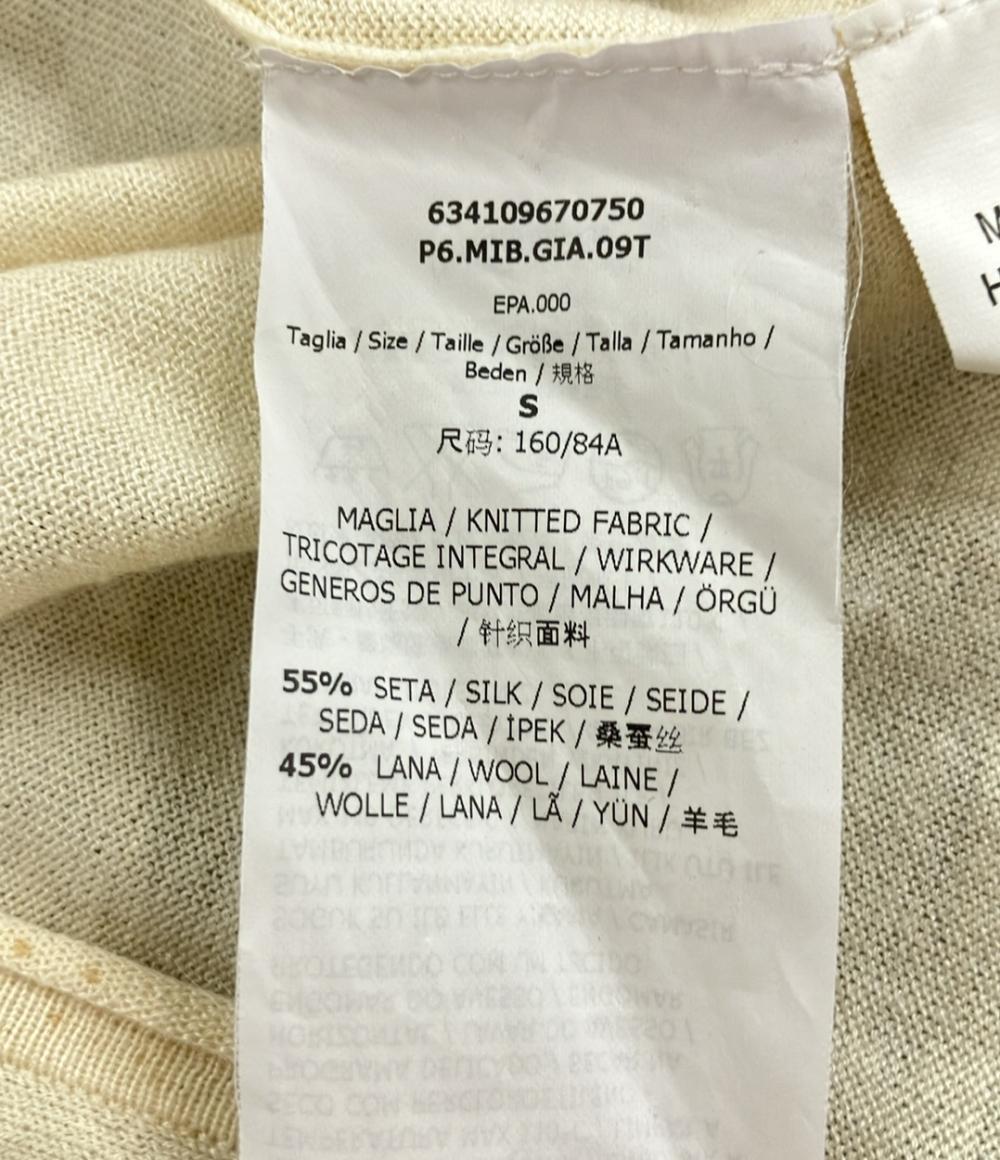 634109670750
P6.MIB.GIA.09T
EPA.000
Taglia / Size / Taille / Größe / Talla / Tamanho /
Beden / 規格
S
尺码: 160/84A
MAGLIA / KNITTED FABRIC /
TRICOTAGE INTEGRAL / WIRKWARE /
GENEROS DE PUNTO / MALHA / ÖRGÜ
/ 针织面料
55% SETA / SILK / SOIE / SEIDE /
SEDA / SEDA / İPEK / 桑蚕丝
45% LANA / WOOL / LAINE /
WOLLE / LANA / LÃ / YÜN / 羊毛
M
H